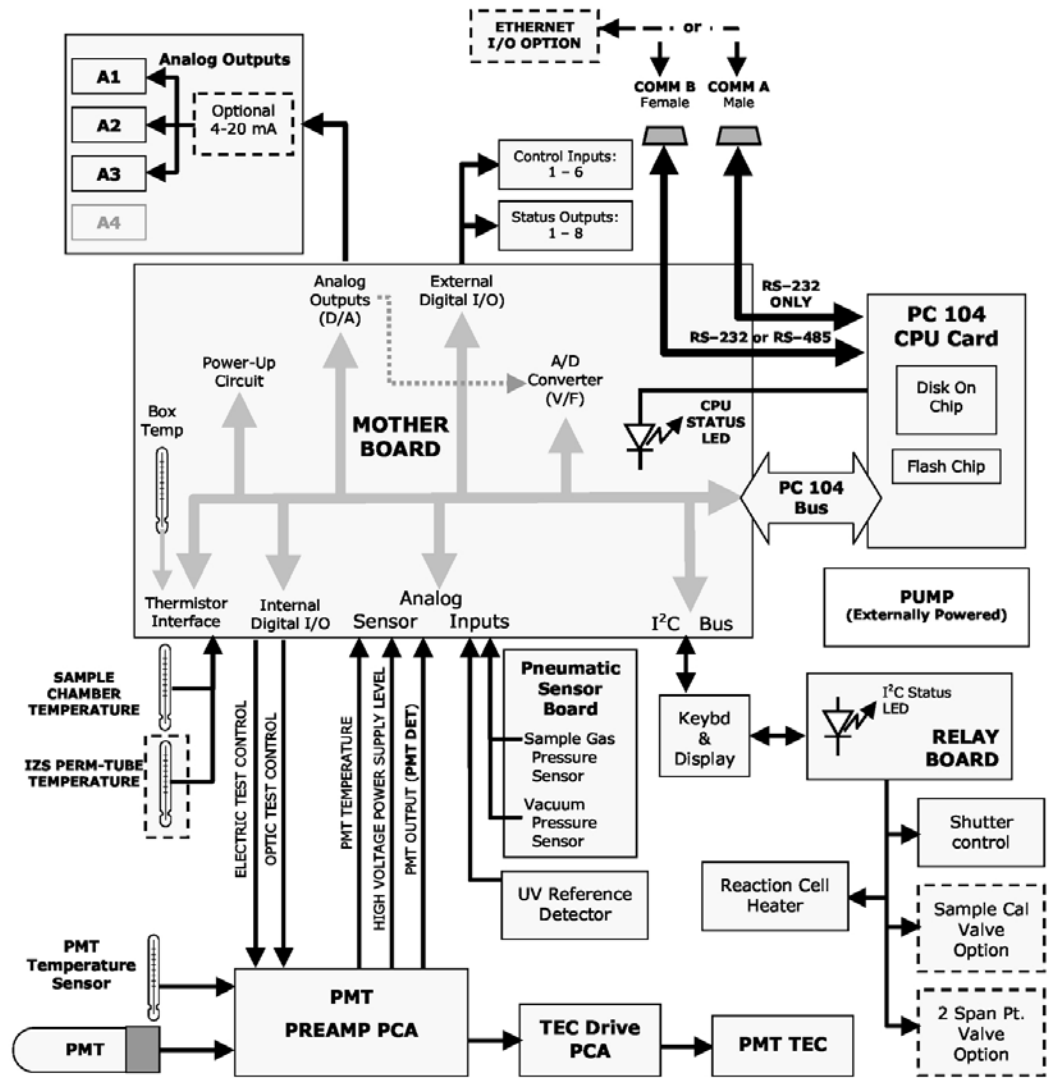 ETHERNET
I/O OPTION
or
COMM B
Female
COMM A
Male
Analog Outputs
A1
A2
A3
A4
Optional
4-20 mA
Control Inputs:
1 – 6
Status Outputs:
1 – 8
Analog
Outputs
(D/A)
External
Digital I/O)
RS–232
ONLY
RS–232 or RS–485
PC 104
CPU Card
Disk On
Chip
Flash Chip
Power-Up
Circuit
A/D
Converter
(V/F)
Box
Temp
MOTHER
BOARD
CPU
STATUS
LED
PC 104
Bus
Thermistor
Interface
Internal
Digital I/O
Analog
Sensor Inputs
I²C Bus
PUMP
(Externally Powered)
SAMPLE
CHAMBER
TEMPERATURE
IZS PERM-TUBE
TEMPERATURE
ELECTRIC TEST CONTROL
OPTIC TEST CONTROL
PMT TEMPERATURE
HIGH VOLTAGE POWER SUPPLY LEVEL
PMT OUTPUT (PMT DET)
Pneumatic
Sensor
Board
Sample Gas
Pressure
Sensor
Vacuum
Pressure
Sensor
UV Reference
Detector
Keybd
&
Display
I²C Status
LED
RELAY
BOARD
Shutter
control
Reaction Cell
Heater
Sample Cal
Valve
Option
2 Span Pt.
Valve
Option
PMT
Temperature
Sensor
PMT
PMT
PREAMP PCA
TEC Drive
PCA
PMT TEC